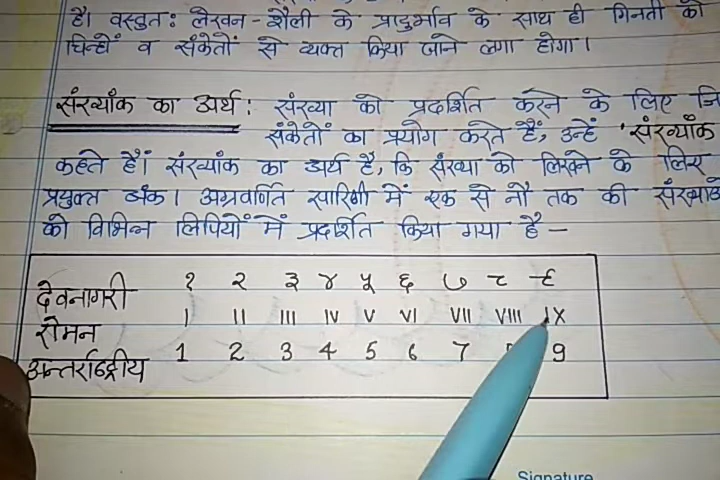 है। वस्तुत: लेखन-शैली के प्रादुर्भाव के साथ ही गिनती को
चिन्हों व संकेतों से व्यक्त किया जाने लगा होगा।
संख्यांक का अर्थ: संख्या को प्रदर्शित करने के लिए जि
संकेतों का प्रयोग करते हैं, उन्हें 'संख्यांक
कहते हैं। संख्यांक का अर्थ है, कि संख्या को लिखने के लिए
प्रयुक्त अंक। अग्रवर्णित सारिणी में एक से नौ तक की संख्याओं
को विभिन्न लिपियों में प्रदर्शित किया गया है –
देवनागरी १ २ ३ ४ ५ ६ ७ ८ ९
रोमन I II III IV V VI VII VIII IX
अन्तर्राष्ट्रीय 1 2 3 4 5 6 7 9
Signature